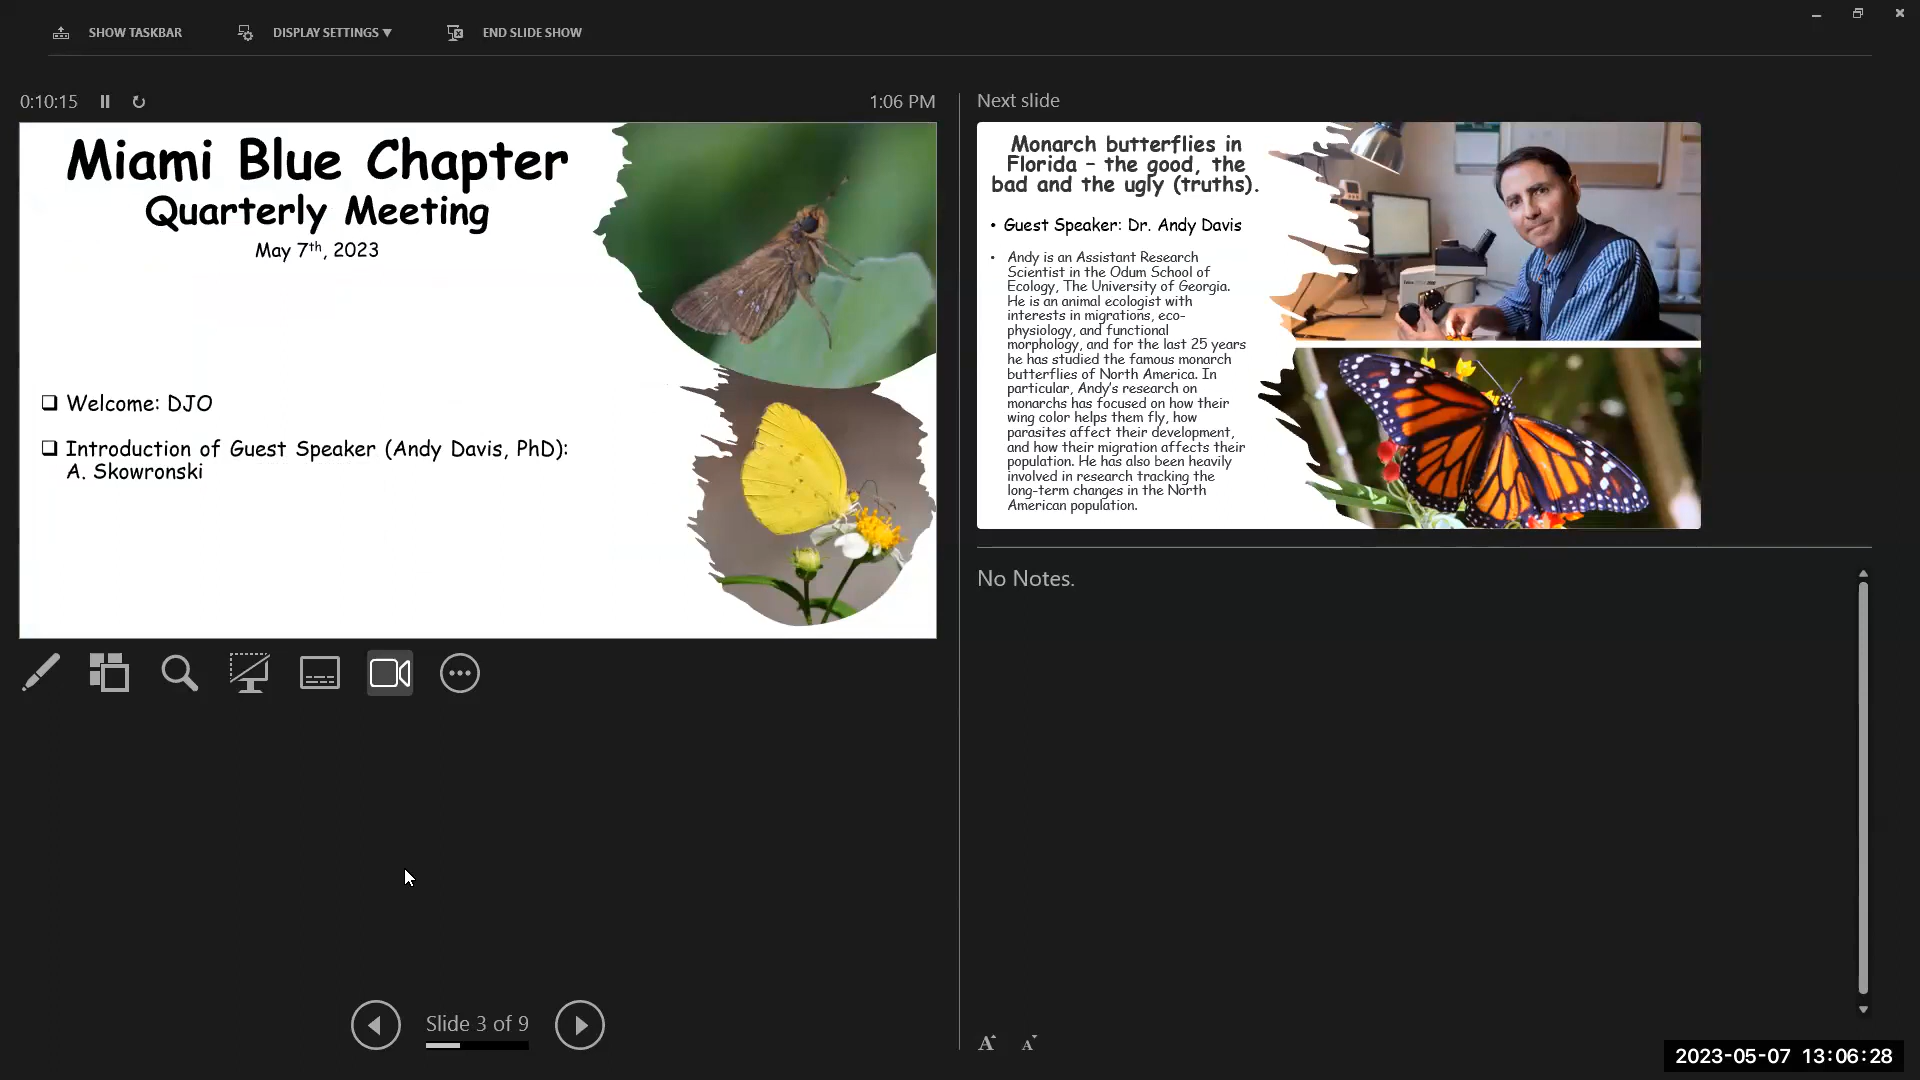 SHOW TASKBAR
DISPLAY SETTINGS ▼
END SLIDE SHOW
0:10:15
1:06 PM
Miami Blue Chapter
Quarterly Meeting
May 7th, 2023
❑ Welcome: DJO
❑ Introduction of Guest Speaker (Andy Davis, PhD):
A. Skowronski
Slide 3 of 9
Next slide
Monarch butterflies in
Florida – the good, the
bad and the ugly (truths).
• Guest Speaker: Dr. Andy Davis
• Andy is an Assistant Research
Scientist in the Odum School of
Ecology, The University of Georgia.
He is an animal ecologist with
interests in migrations, eco-
physiology, and functional
morphology, and for the last 25 years
he has studied the famous monarch
butterflies of North America. In
particular, Andy's research on
monarchs has focused on how their
wing color helps them fly, how
parasites affect their development,
and how their migration affects their
population. He has also been heavily
involved in research tracking the
long-term changes in the North
American population.
No Notes.
A A
2023-05-07 13:06:28